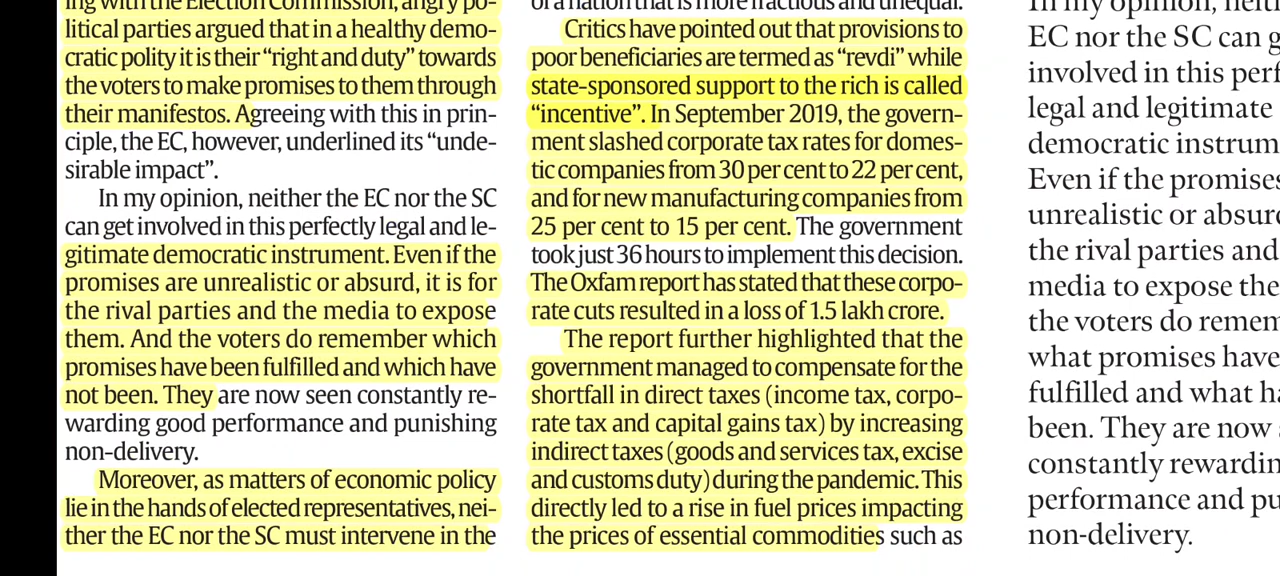 ing with the Election Commission, angry po-
litical parties argued that in a healthy demo-
cratic polity it is their “right and duty” towards
the voters to make promises to them through
their manifestos. Agreeing with this in prin-
ciple, the EC, however, underlined its “unde-
sirable impact”.
In my opinion, neither the EC nor the SC
can get involved in this perfectly legal and le-
gitimate democratic instrument. Even if the
promises are unrealistic or absurd, it is for
the rival parties and the media to expose
them. And the voters do remember which
promises have been fulfilled and which have
not been. They are now seen constantly re-
warding good performance and punishing
non-delivery.
Moreover, as matters of economic policy
lie in the hands of elected representatives, nei-
ther the EC nor the SC must intervene in the
of a nation that is more fractious and unequal.
Critics have pointed out that provisions to
poor beneficiaries are termed as “revdi” while
state-sponsored support to the rich is called
“incentive”. In September 2019, the govern-
ment slashed corporate tax rates for domes-
tic companies from 30 per cent to 22 per cent,
and for new manufacturing companies from
25 per cent to 15 per cent. The government
took just 36 hours to implement this decision.
The Oxfam report has stated that these corpo-
rate cuts resulted in a loss of 1.5 lakh crore.
The report further highlighted that the
government managed to compensate for the
shortfall in direct taxes (income tax, corpo-
rate tax and capital gains tax) by increasing
indirect taxes (goods and services tax, excise
and customs duty) during the pandemic. This
directly led to a rise in fuel prices impacting
the prices of essential commodities such as
In my opinion, neit
EC nor the SC can g
involved in this perf
legal and legitimate
democratic instrum
Even if the promises
unrealistic or absurd
the rival parties and
media to expose the
the voters do remem
what promises have
fulfilled and what ha
been. They are now
constantly rewardin
performance and pu
non-delivery.